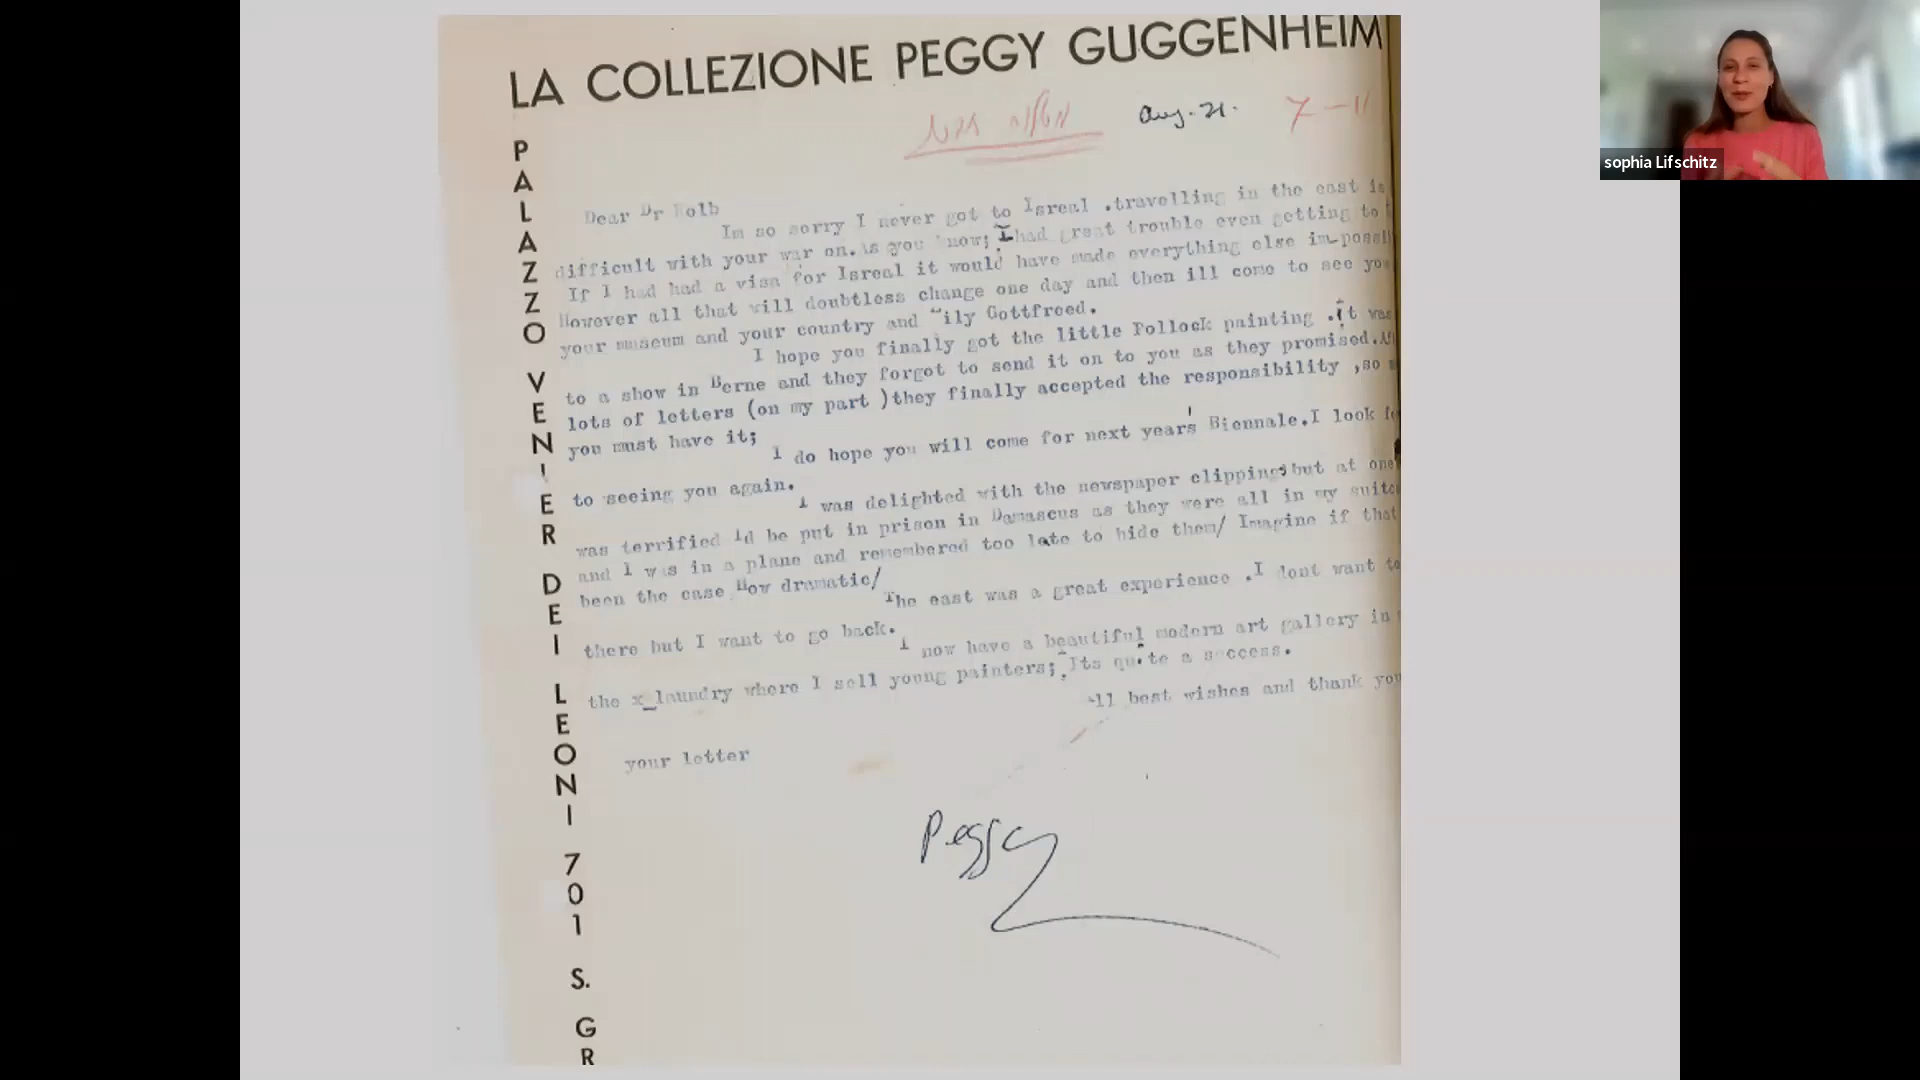 LA COLLEZIONE PEGGY GUGGENHEIM
Aug. 21.
7-11
sophia Lifschitz
PALAZZO VENIER DEI LEONI 701 S. GR
Dear Dr Kolb
Im so sorry I never got to Isreal .travelling in the east is
difficult with your war on.As you know; I had great trouble even getting to
If I had had a visa for Isreal it would have made everything else im-possi
However all that will doubtless change one day and then ill come to see you
your museum and your country and Lily Gottfreed.
I hope you finally got the little Pollock painting .it was
to a show in Berne and they forgot to send it on to you as they promised.
lots of letters (on my part )they finally accepted the responsibility ,so
you must have it;
I do hope you will come for next years' Biennale.I look
to seeing you again.
I was delighted with the newspaper clippings but at one
was terrified Id be put in prison in Damascus as they were all in my suitc
and I was in a plane and remembered too late to hide them/ Imagine if that
been the case How dramatic/
The east was a great experience .I dont want to
there but I want to go back.
I now have a beautiful modern art gallery in
the x laundry where I sell young painters; Its quite a success.
All best wishes and thank you
your letter
Peggy